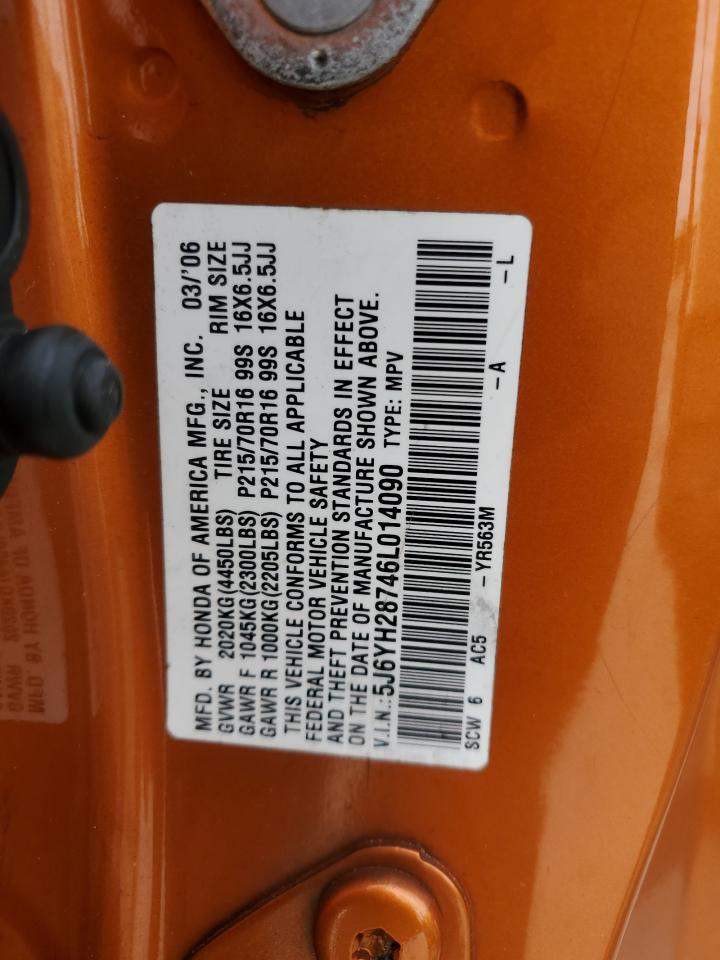 MFD. BY HONDA OF AMERICA MFG., INC. 03/'06
GVWR 2020KG(4450LBS) TIRE SIZE RIM SIZE
GAWR F 1045KG(2300LBS) P215/70R16 99S 16X6.5JJ
GAWR R 1000KG(2205LBS) P215/70R16 99S 16X6.5JJ
THIS VEHICLE CONFORMS TO ALL APPLICABLE
FEDERAL MOTOR VEHICLE SAFETY
AND THEFT PREVENTION STANDARDS IN EFFECT
ON THE DATE OF MANUFACTURE SHOWN ABOVE.
V.I.N.:5J6YH28746L014090 TYPE: MPV
SCW 6 AC5 -YR563M -A -L